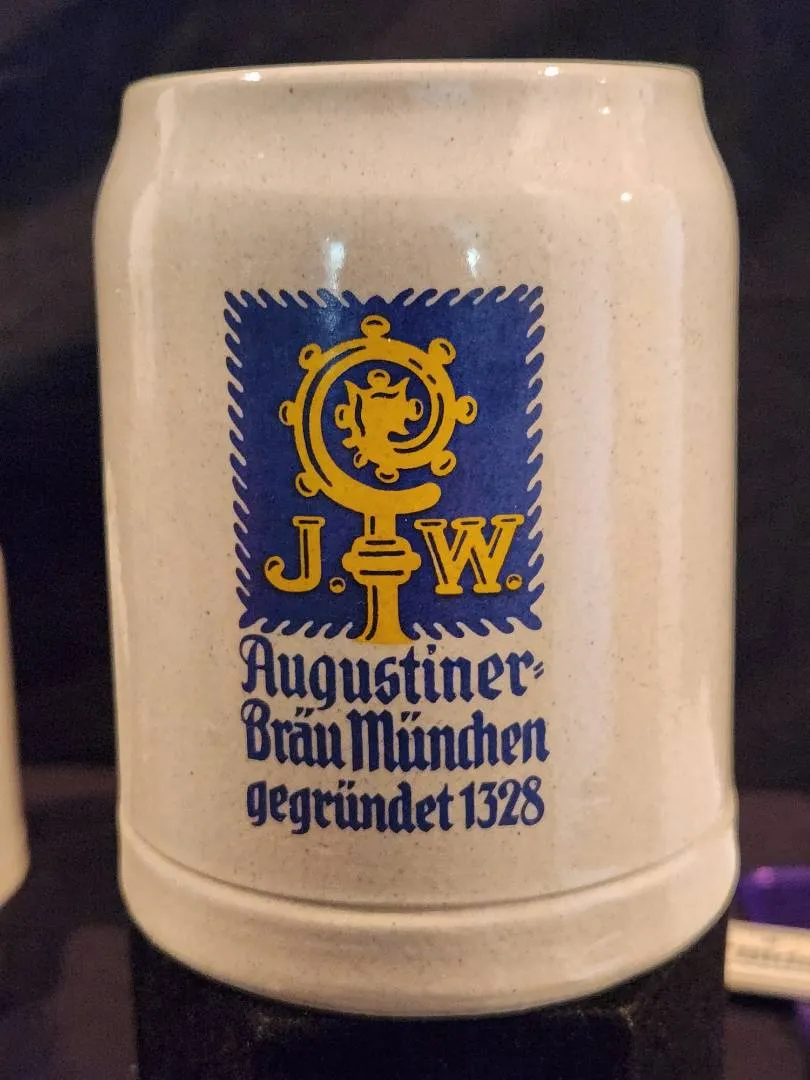 J. W.
Augustiner-
Bräu München
gegründet 1328